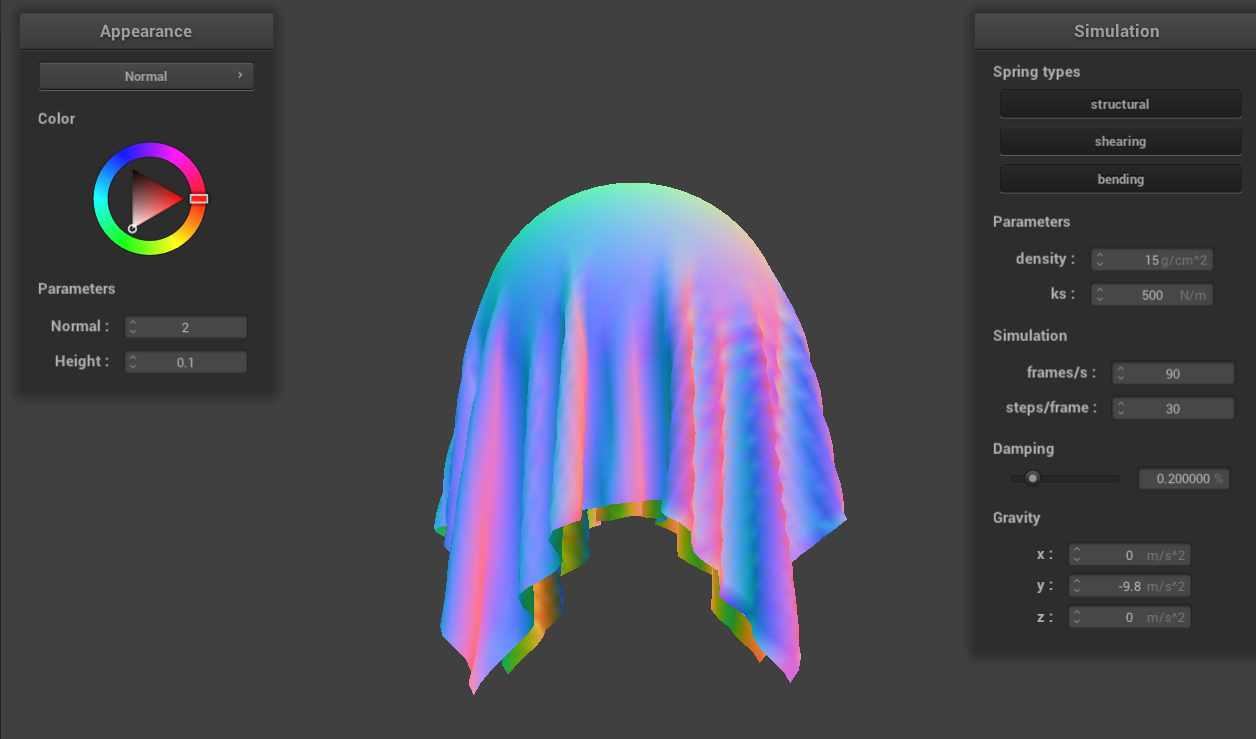 Appearance
Normal
Color
Parameters
Normal : 2
Height : 0.1
Simulation
Spring types
structural
shearing
bending
Parameters
density : 15 g/cm^2
ks : 500 N/m
Simulation
frames/s : 90
steps/frame : 30
Damping
0.200000 %
Gravity
x : 0 m/s^2
y : -9.8 m/s^2
z : 0 m/s^2